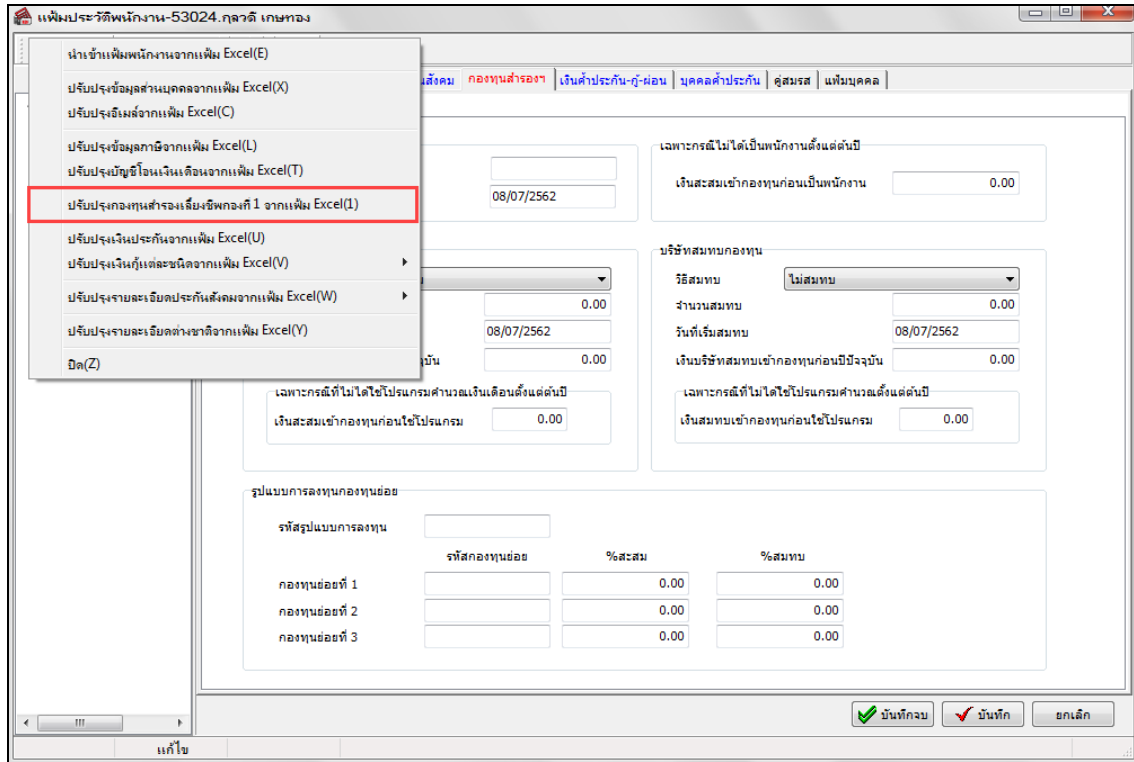 แฟ้มประวัติพนักงาน-53024.กุลวดี เกษทอง
นำเข้าแฟ้มพนักงานจากแฟ้ม Excel(E)
ปรับปรุงข้อมูลส่วนบุคคลจากแฟ้ม Excel(X)
ปรับปรุงอีเมล์จากแฟ้ม Excel(C)
ปรับปรุงข้อมูลภาษีจากแฟ้ม Excel(L)
ปรับปรุงบัญชีโอนเงินเดือนจากแฟ้ม Excel(T)
ปรับปรุงกองทุนสำรองเลี้ยงชีพกองที่ 1 จากแฟ้ม Excel(1)
ปรับปรุงเงินประกันจากแฟ้ม Excel(U)
ปรับปรุงเงินกู้แต่ละชนิดจากแฟ้ม Excel(V)
ปรับปรุงรายละเอียดประกันสังคมจากแฟ้ม Excel(W)
ปรับปรุงรายละเอียดต่างชาติจากแฟ้ม Excel(Y)
ปิด(Z)
นสังคม กองทุนสำรองฯ เงินค้ำประกัน-กู้-ผ่อน บุคคลค้ำประกัน คู่สมรส แฟ้มบุคคล
เฉพาะกรณีไม่ได้เป็นพนักงานตั้งแต่ต้นปี
เงินสะสมเข้ากองทุนก่อนเป็นพนักงาน 0.00
08/07/2562
บริษัทสมทบกองทุน
วิธีสมทบ ไม่สมทบ
0.00 จำนวนสมทบ 0.00
08/07/2562 วันที่เริ่มสมทบ 08/07/2562
จุบัน 0.00 เงินบริษัทสมทบเข้ากองทุนก่อนปีปัจจุบัน 0.00
เฉพาะกรณีที่ไม่ได้ใช้โปรแกรมคำนวณเงินเดือนตั้งแต่ต้นปี เฉพาะกรณีที่ไม่ได้ใช้โปรแกรมคำนวณตั้งแต่ต้นปี
เงินสะสมเข้ากองทุนก่อนใช้โปรแกรม 0.00 เงินสมทบเข้ากองทุนก่อนใช้โปรแกรม 0.00
รูปแบบการลงทุนกองทุนย่อย
รหัสรูปแบบการลงทุน
รหัสกองทุนย่อย %สะสม %สมทบ
กองทุนย่อยที่ 1 0.00 0.00
กองทุนย่อยที่ 2 0.00 0.00
กองทุนย่อยที่ 3 0.00 0.00
บันทึกจบ บันทึก ยกเลิก
แก้ไข